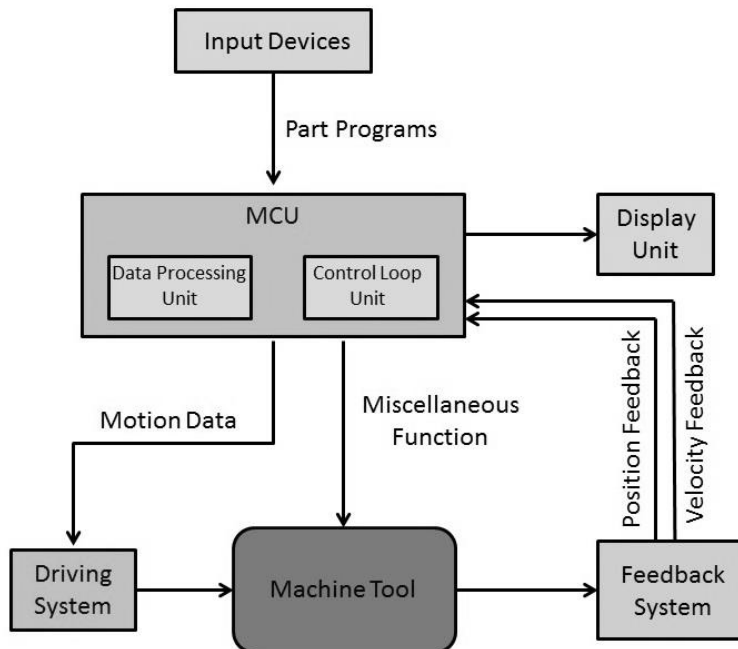 Input Devices
Part Programs
MCU
Display
Unit
Data Processing
Unit
Control Loop
Unit
Motion Data
Miscellaneous
Function
Position Feedback
Velocity Feedback
Driving
System
Machine Tool
Feedback
System